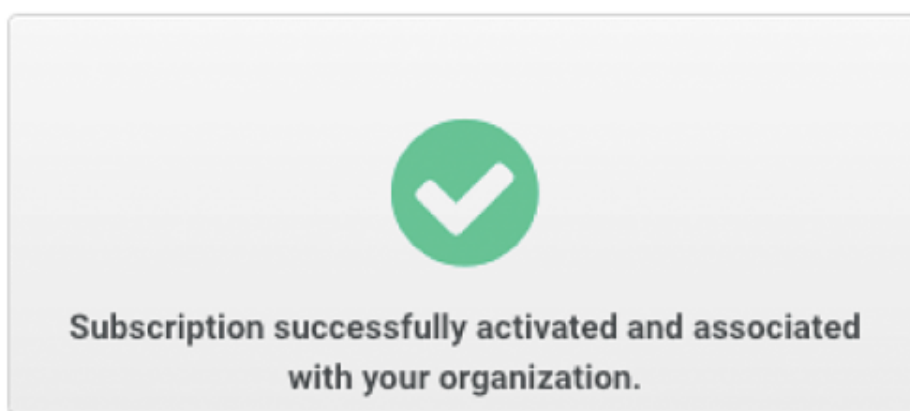 Subscription successfully activated and associated
with your organization.